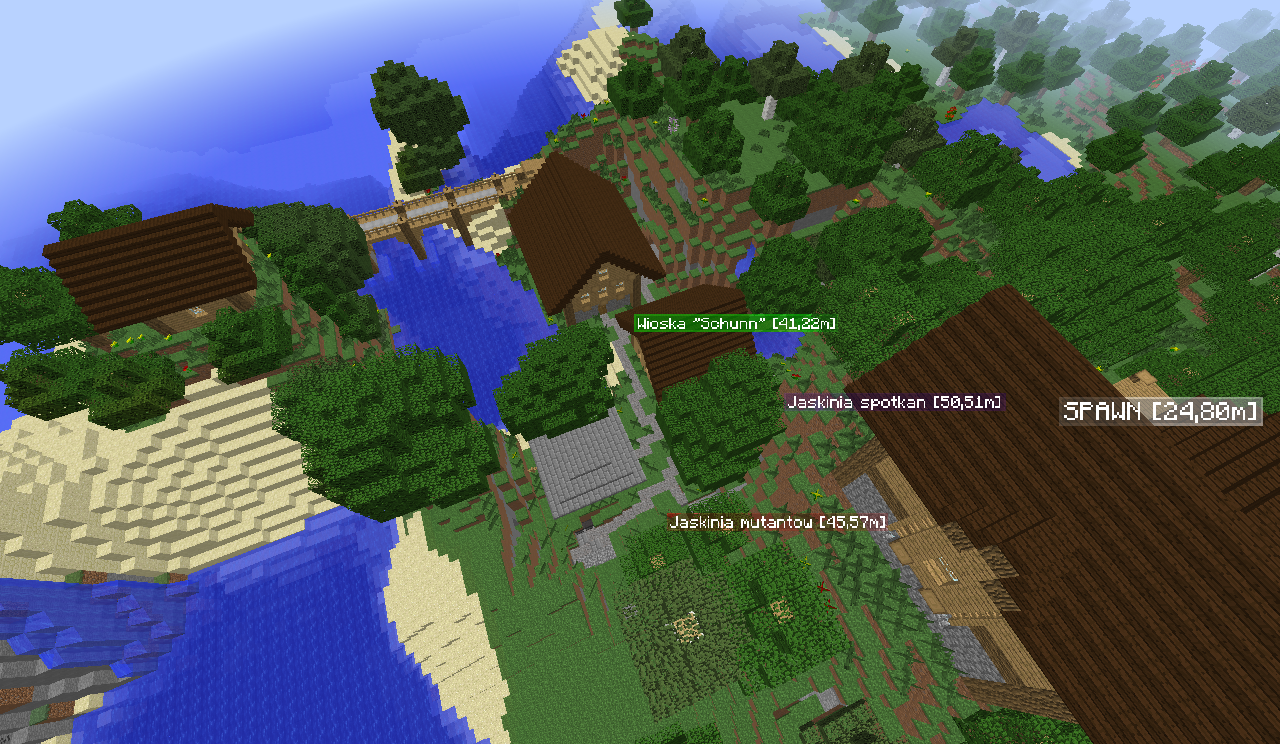 Wioska "Schunn" [41,22m]
Jaskinia spotkan [50,51m]
SPAWN [24,80m]
Jaskinia mutantow [45,57m]